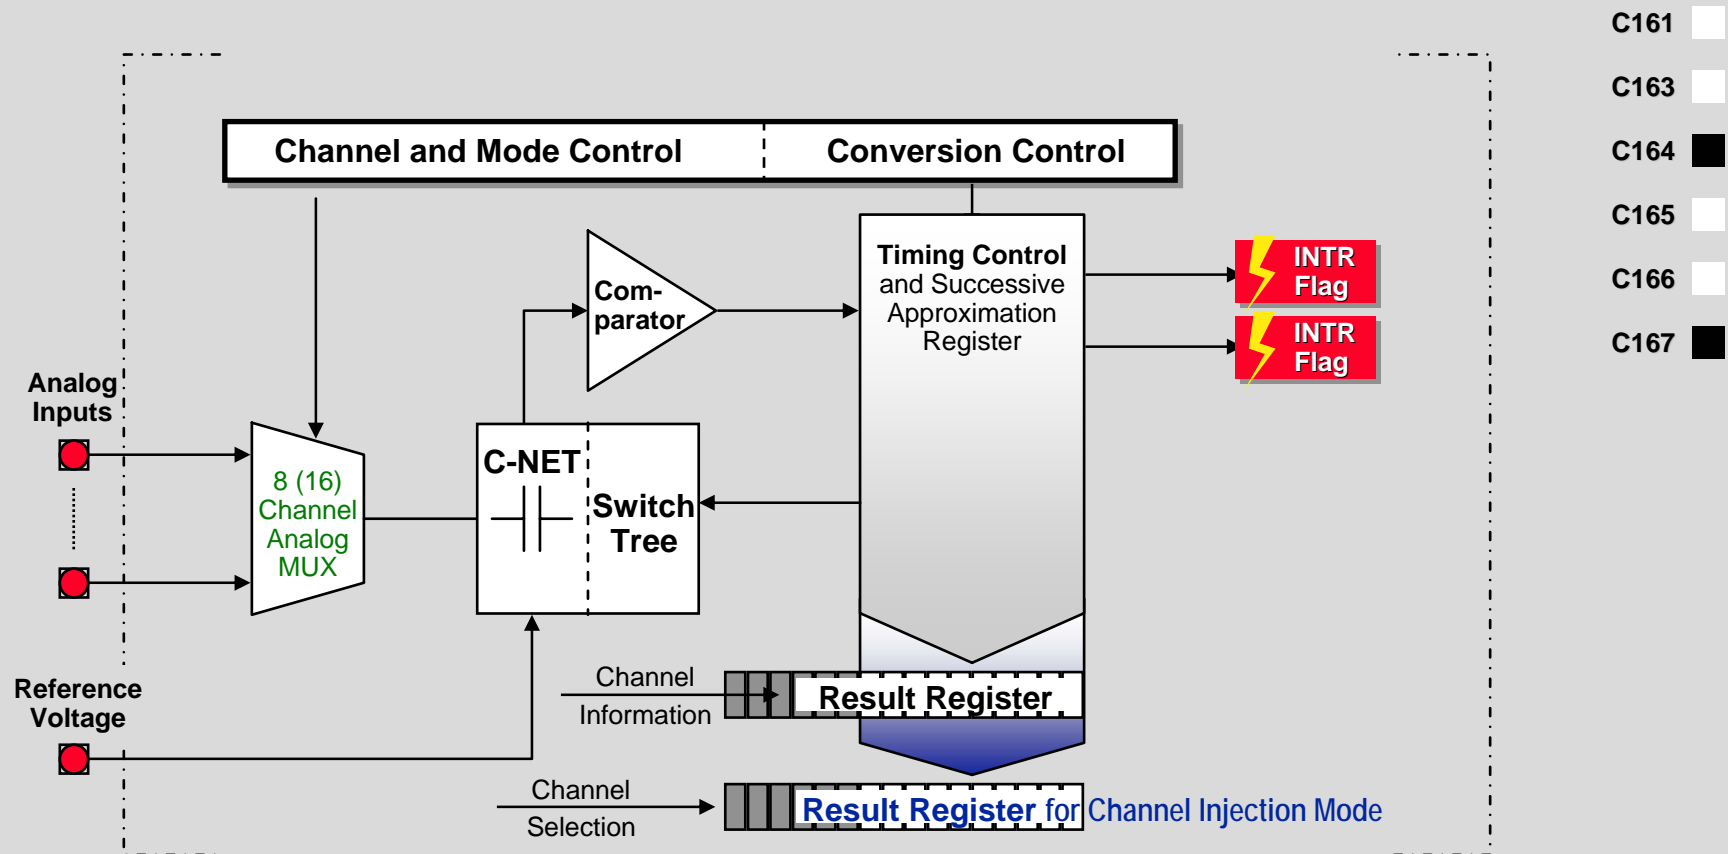 C161
C163
C164
C165
C166
C167
Channel and Mode Control
Conversion Control
Timing Control
and Successive
Approximation
Register
INTR
Flag
INTR
Flag
Com-
parator
Analog
Inputs
8 (16)
Channel
Analog
MUX
C-NET
Switch
Tree
Reference
Voltage
Channel
Information
Result Register
Channel
Selection
Result Register for Channel Injection Mode